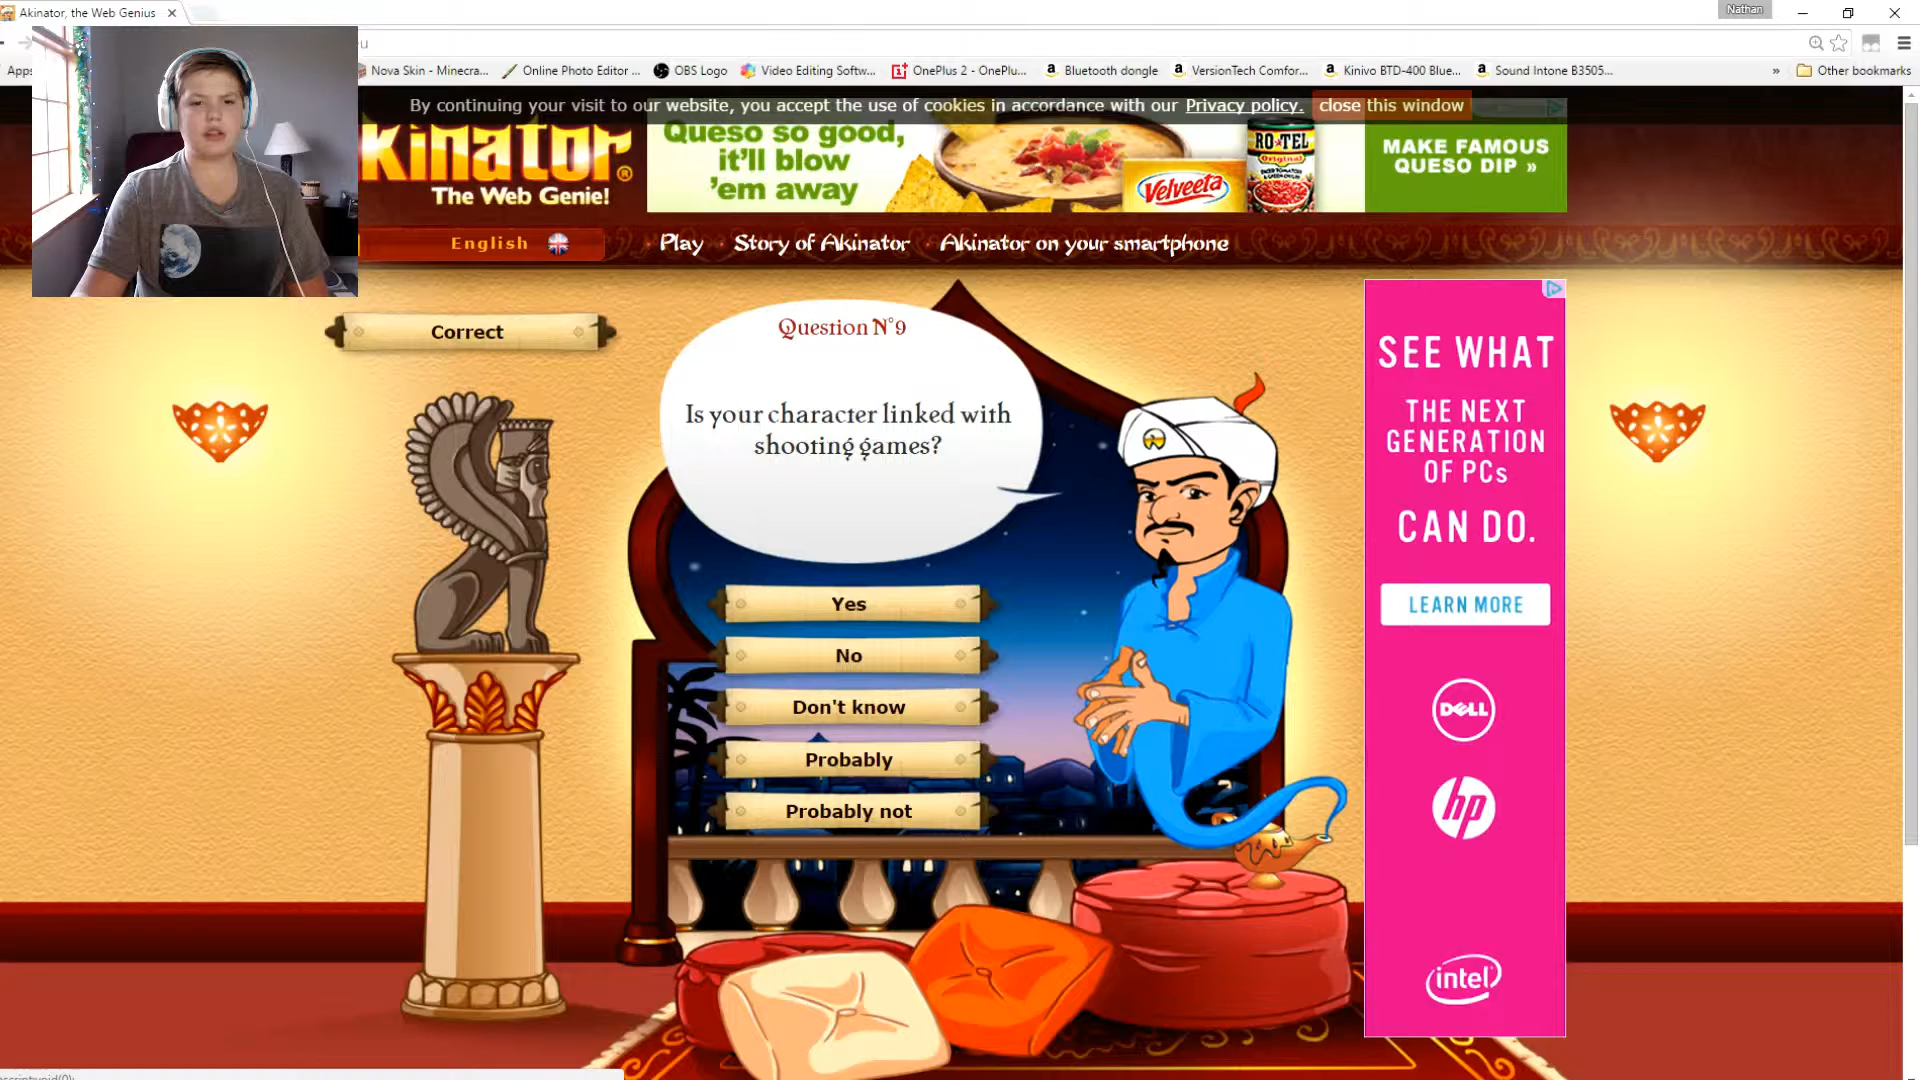 Akinator, the Web Genius
Nathan
Apps
Nova Skin - Minecra...
Online Photo Editor ...
OBS Logo
Video Editing Softw...
OnePlus 2 - OnePlu...
Bluetooth dongle
VersionTech Comfor...
Kinivo BTD-400 Blue...
Sound Intone B3505...
»
Other bookmarks
By continuing your visit to our website, you accept the use of cookies in accordance with our Privacy policy. close this window
kinator®
The Web Genie!
Queso so good,
it'll blow
'em away
Velveeta
RO★TEL
Original
MAKE FAMOUS
QUESO DIP »
English
Play
Story of Akinator
Akinator on your smartphone
Correct
Question N°9
Is your character linked with
shooting games?
Yes
No
Don't know
Probably
Probably not
SEE WHAT
THE NEXT
GENERATION
OF PCs
CAN DO.
LEARN MORE
DELL
hp
intel